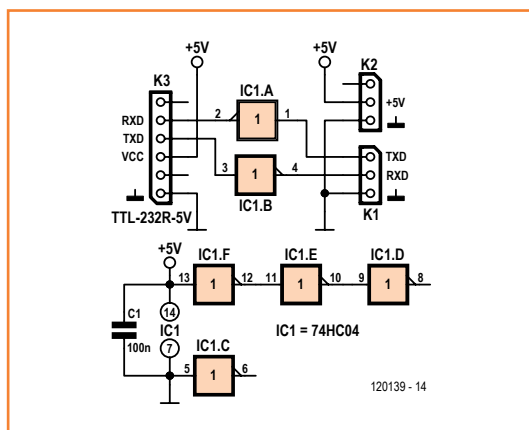 +5V
+5V
K3
K2
IC1.A
RXD
2
1
1
+5V
TXD
VCC
3
1
4
TXD
RXD
IC1.B
K1
TTL-232R-5V
+5V
IC1.F
IC1.E
IC1.D
13
1
12
11
1
10
9
1
8
C1
14
IC1
IC1 = 74HC04
100n
7
IC1.C
5
1
6
120139 - 14